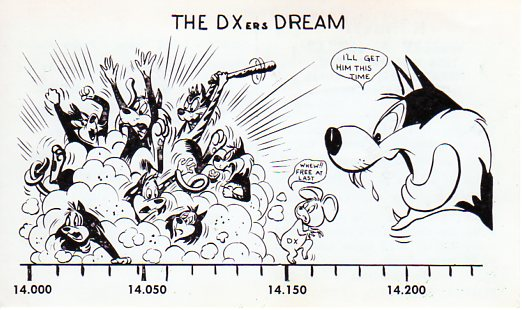 THE DXERS DREAM
I'LL GET
HIM THIS
TIME
WHEW!!
FREE AT
LAST
DX
14.000 14.050 14.150 14.200